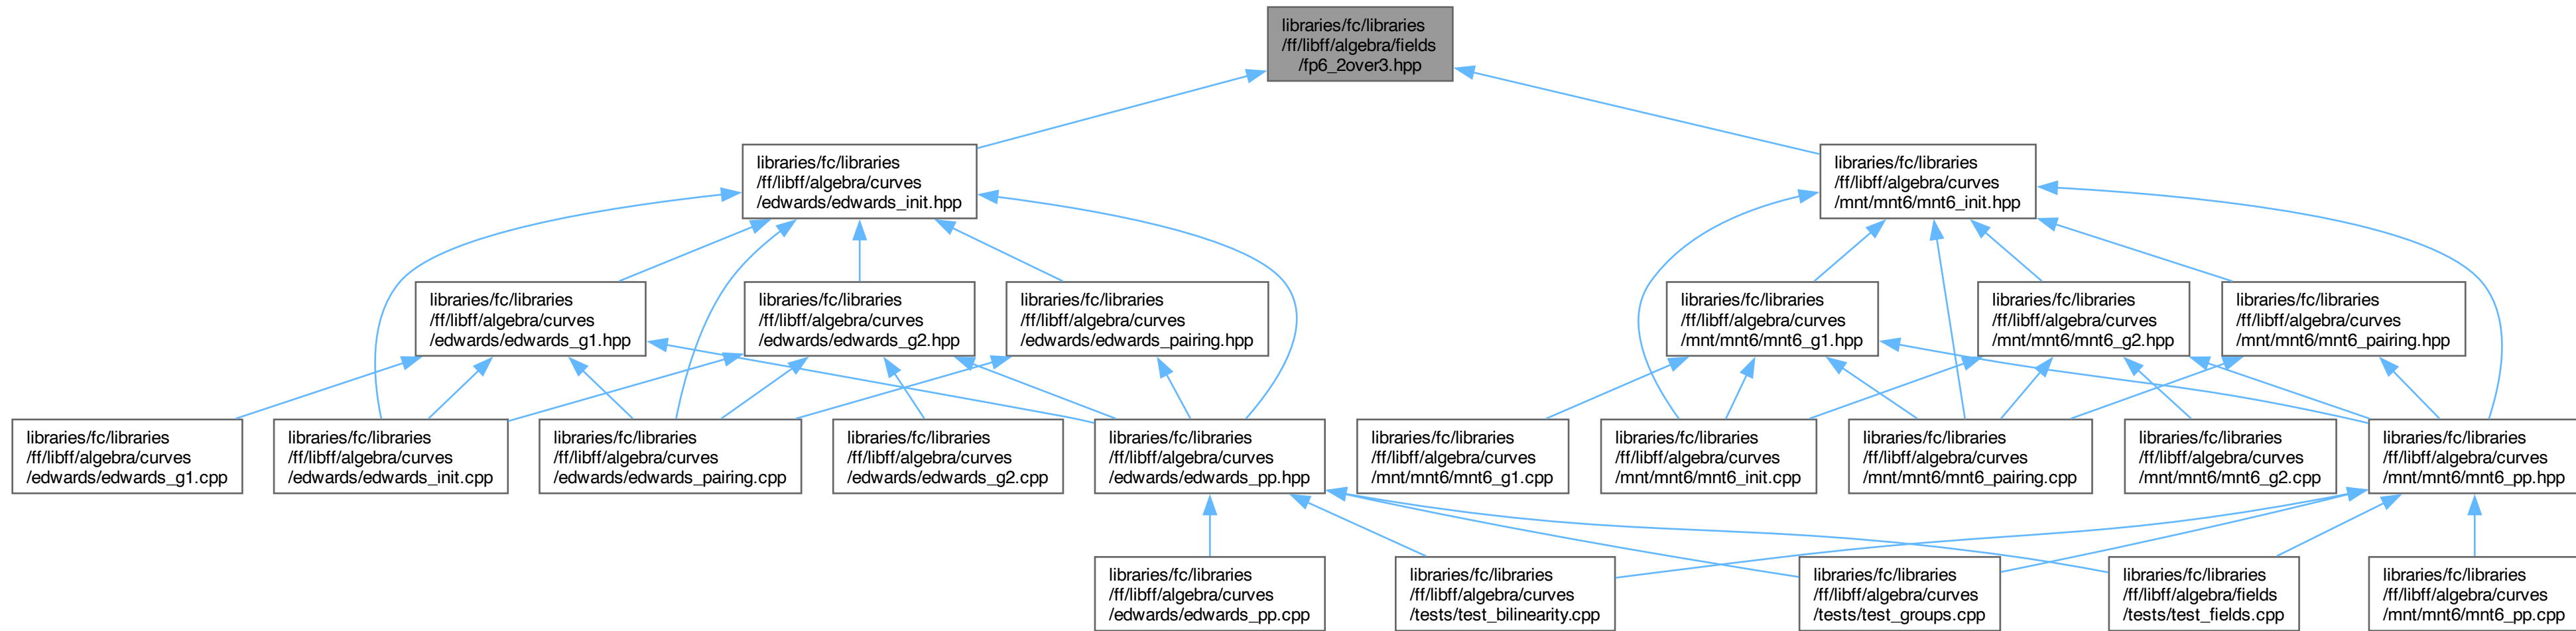 libraries/fc/libraries
/ff/libff/algebra/fields
/fp6_2over3.hpp
libraries/fc/libraries
/ff/libff/algebra/curves
/edwards/edwards_init.hpp
libraries/fc/libraries
/ff/libff/algebra/curves
/mnt/mnt6/mnt6_init.hpp
libraries/fc/libraries
/ff/libff/algebra/curves
/edwards/edwards_g1.hpp
libraries/fc/libraries
/ff/libff/algebra/curves
/edwards/edwards_g2.hpp
libraries/fc/libraries
/ff/libff/algebra/curves
/edwards/edwards_pairing.hpp
libraries/fc/libraries
/ff/libff/algebra/curves
/mnt/mnt6/mnt6_g1.hpp
libraries/fc/libraries
/ff/libff/algebra/curves
/mnt/mnt6/mnt6_g2.hpp
libraries/fc/libraries
/ff/libff/algebra/curves
/mnt/mnt6/mnt6_pairing.hpp
libraries/fc/libraries
/ff/libff/algebra/curves
/edwards/edwards_g1.cpp
libraries/fc/libraries
/ff/libff/algebra/curves
/edwards/edwards_init.cpp
libraries/fc/libraries
/ff/libff/algebra/curves
/edwards/edwards_pairing.cpp
libraries/fc/libraries
/ff/libff/algebra/curves
/edwards/edwards_g2.cpp
libraries/fc/libraries
/ff/libff/algebra/curves
/edwards/edwards_pp.hpp
libraries/fc/libraries
/ff/libff/algebra/curves
/mnt/mnt6/mnt6_g1.cpp
libraries/fc/libraries
/ff/libff/algebra/curves
/mnt/mnt6/mnt6_init.cpp
libraries/fc/libraries
/ff/libff/algebra/curves
/mnt/mnt6/mnt6_pairing.cpp
libraries/fc/libraries
/ff/libff/algebra/curves
/mnt/mnt6/mnt6_g2.cpp
libraries/fc/libraries
/ff/libff/algebra/curves
/mnt/mnt6/mnt6_pp.hpp
libraries/fc/libraries
/ff/libff/algebra/curves
/edwards/edwards_pp.cpp
libraries/fc/libraries
/ff/libff/algebra/curves
/tests/test_bilinearity.cpp
libraries/fc/libraries
/ff/libff/algebra/curves
/tests/test_groups.cpp
libraries/fc/libraries
/ff/libff/algebra/fields
/tests/test_fields.cpp
libraries/fc/libraries
/ff/libff/algebra/curves
/mnt/mnt6/mnt6_pp.cpp